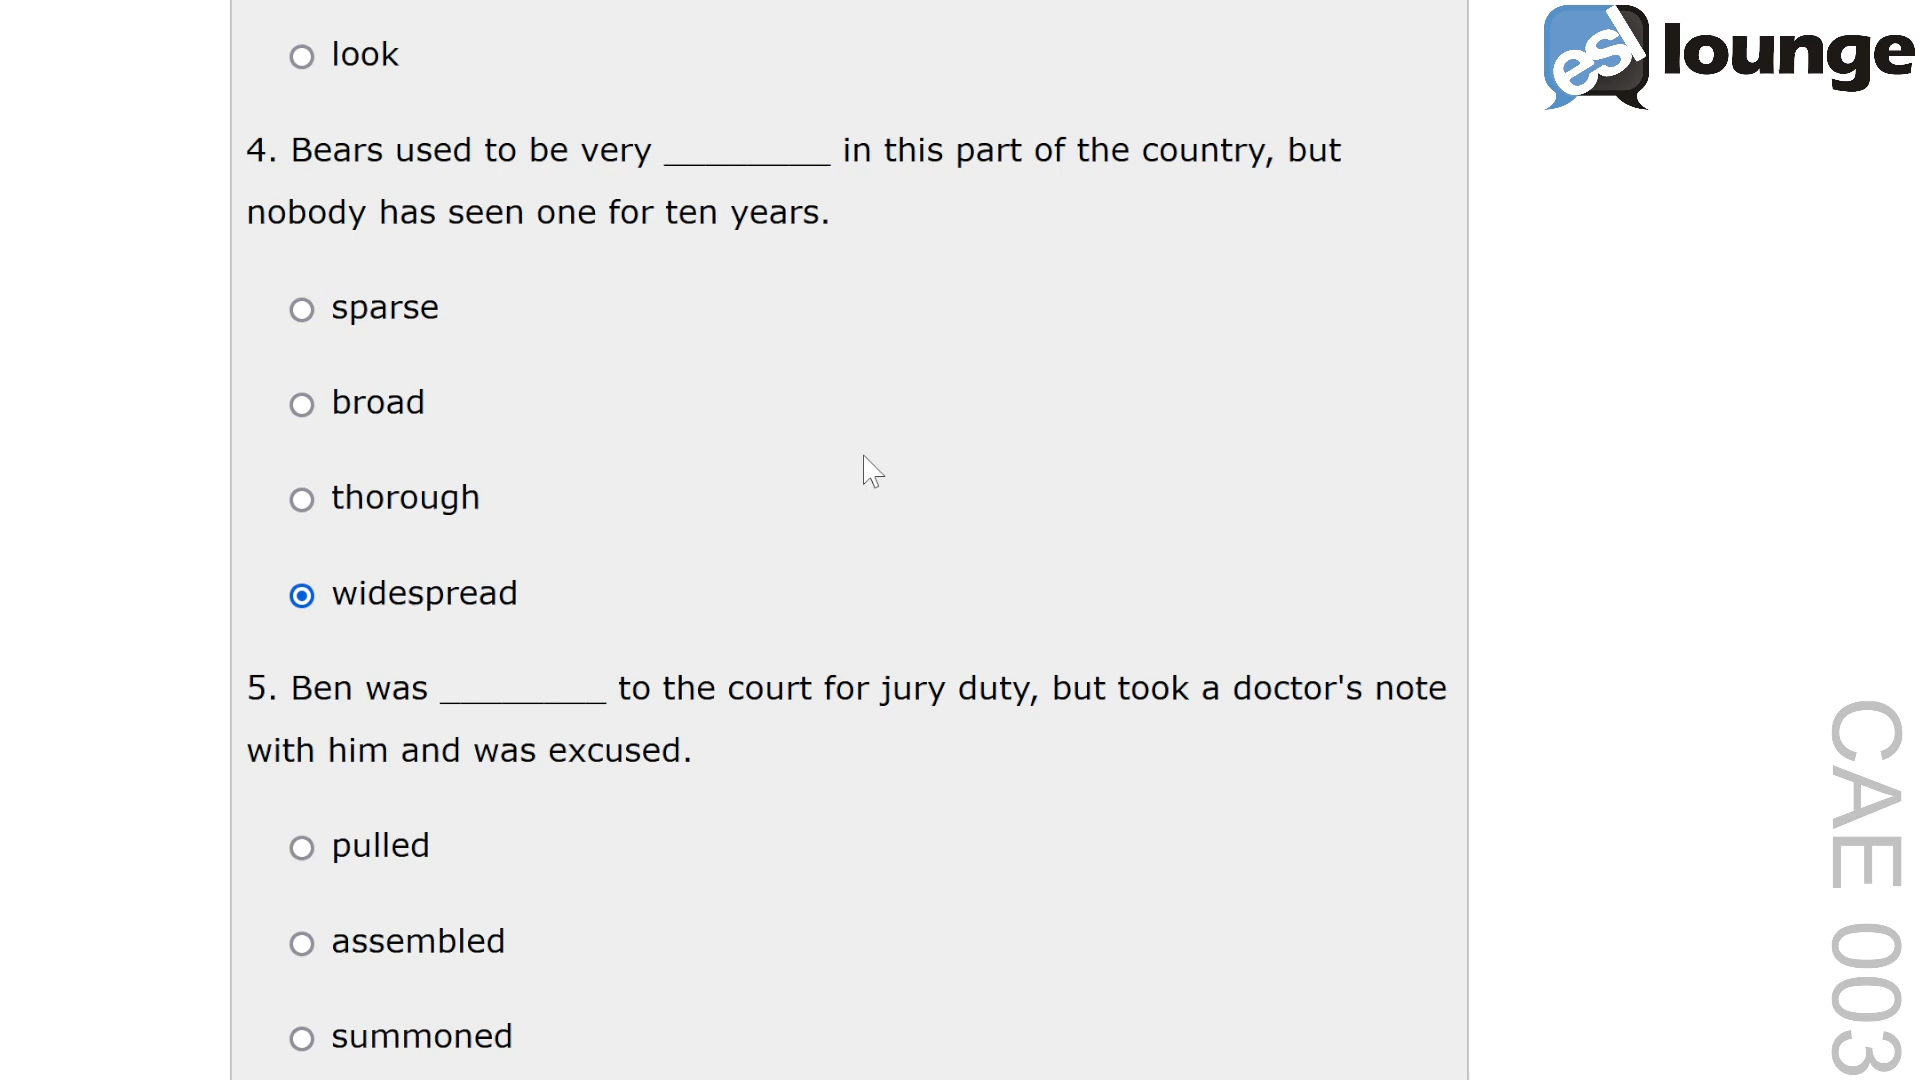 look
esl lounge
4. Bears used to be very __________ in this part of the country, but
nobody has seen one for ten years.
sparse
broad
thorough
widespread
5. Ben was __________ to the court for jury duty, but took a doctor's note
with him and was excused.
pulled
assembled
summoned
CAE 003